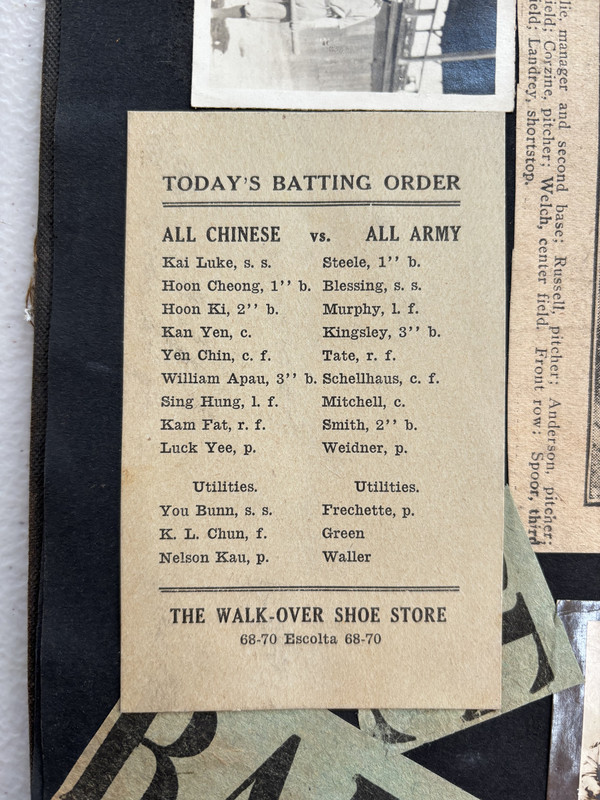 TODAY'S BATTING ORDER
ALL CHINESE vs. ALL ARMY
Kai Luke, s. s. Steele, 1'' b.
Hoon Cheong, 1'' b. Blessing, s. s.
Hoon Ki, 2'' b. Murphy, l. f.
Kan Yen, c. Kingsley, 3'' b.
Yen Chin, c. f. Tate, r. f.
William Apau, 3'' b. Schellhaus, c. f.
Sing Hung, l. f. Mitchell, c.
Kam Fat, r. f. Smith, 2'' b.
Luck Yee, p. Weidner, p.
Utilities. Utilities.
You Bunn, s. s. Frechette, p.
K. L. Chun, f. Green
Nelson Kau, p. Waller
THE WALK-OVER SHOE STORE
68-70 Escolta 68-70
manager and second base; Russell, pitcher; Anderson, pitcher;
Corzine, pitcher; Welch, center field. Front row: Spoor, third
Landrey, shortstop.